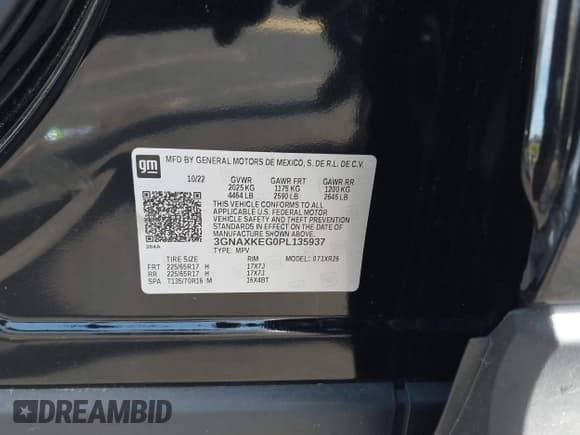 gm MFD BY GENERAL MOTORS DE MEXICO, S. DE R.L. DE C.V.
10/22 GVWR GAWR FRT GAWR RR
2025 KG 1175 KG 1200 KG
4464 LB 2590 LB 2645 LB
THIS VEHICLE CONFORMS TO ALL
APPLICABLE U.S. FEDERAL MOTOR
VEHICLE SAFETY AND THEFT PREVENTION
STANDARDS IN EFFECT ON THE DATE OF
MANUFACTURE SHOWN ABOVE.
3GNAXKEG0PL135937
TYPE: MPV MODEL: 071XR26
TIRE SIZE RIM
FRT 225/65R17 H 17X7J
RR 225/65R17 H 17X7J
SPA T135/70R16 M 16X4BT
DREAMBID